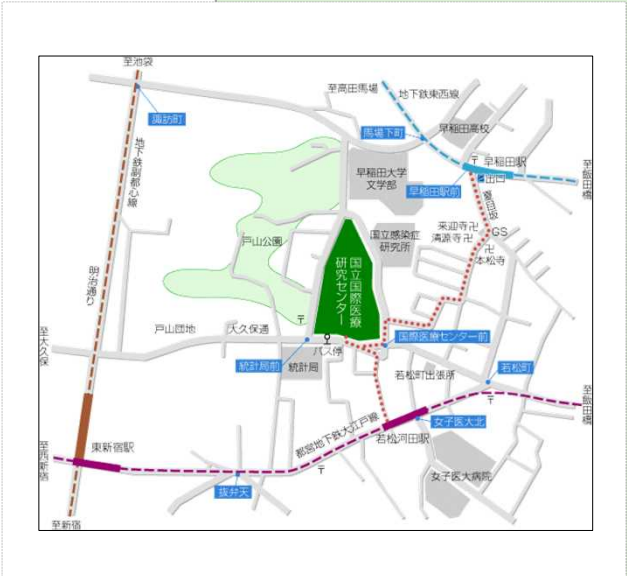 至池袋
至高田馬場
地下鉄東西線
諏訪町
馬場下町
早稲田高校
早稲田駅
早稲田駅前
出口
至飯田橋
地下鉄副都心線
早稲田大学
文学部
夏目坂
来迎寺卍
清源寺卍
GS
卍
本松寺
戸山公園
国立感染症
研究所
国立国際医療
研究センター
明治通り
至大久保
戸山団地
大久保通
〒
バス停
国際医療センター前
統計局前
統計局
若松町出張所
若松町
〒
至飯田橋
都営地下鉄大江戸線
女子医大北
若松河田駅
東新宿駅
至西新宿
〒
抜弁天
女子医大病院
至新宿